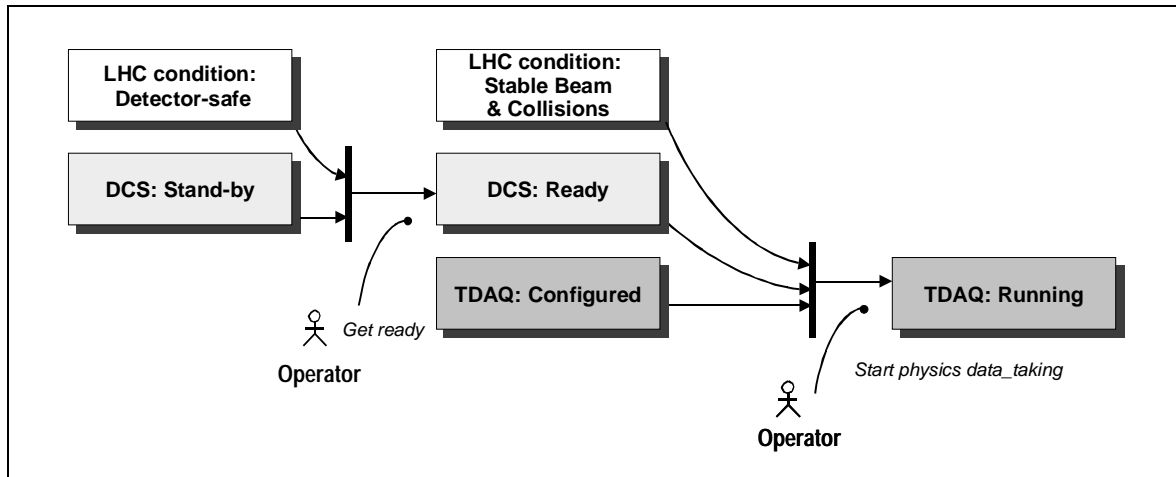 LHC condition:
Detector-safe
LHC condition:
Stable Beam
& Collisions
DCS: Stand-by
DCS: Ready
TDAQ: Configured
TDAQ: Running
Get ready
Operator
Start physics data_taking
Operator